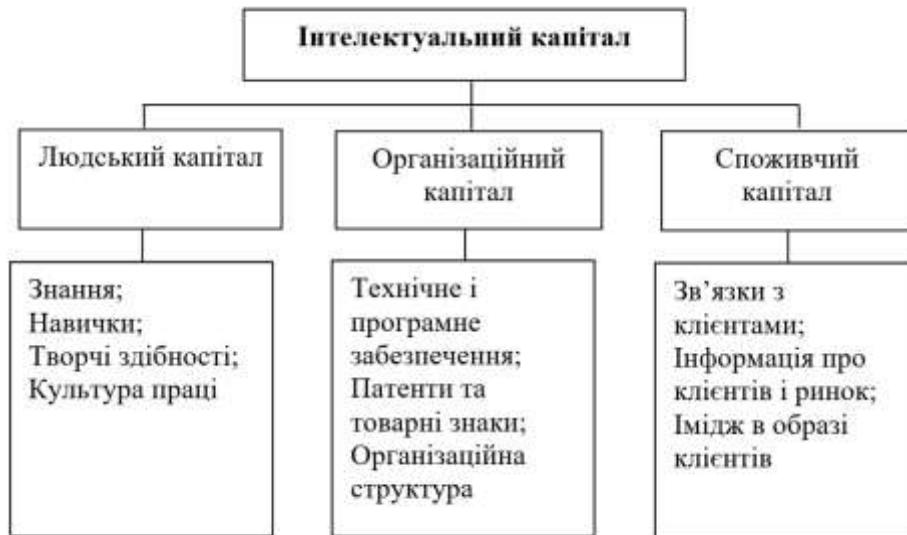 Інтелектуальний капітал
Людський капітал
Організаційний
капітал
Споживчий
капітал
Знання;
Навички;
Творчі здібності;
Культура праці
Технічне і
програмне
забезпечення;
Патенти та
товарні знаки;
Організаційна
структура
Зв’язки з
клієнтами;
Інформація про
клієнтів і ринок;
Імідж в образі
клієнтів